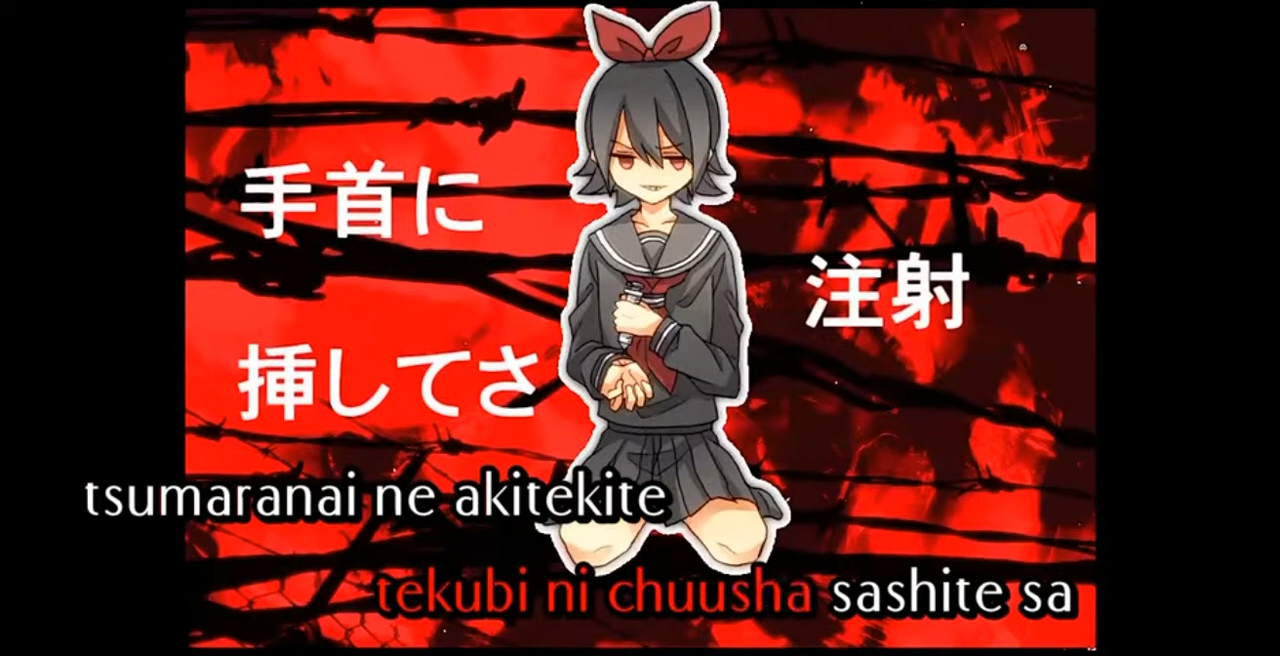 手首に
注射
挿してさ
tsumaranai ne akitekite
tekubi ni chuusha sashite sa